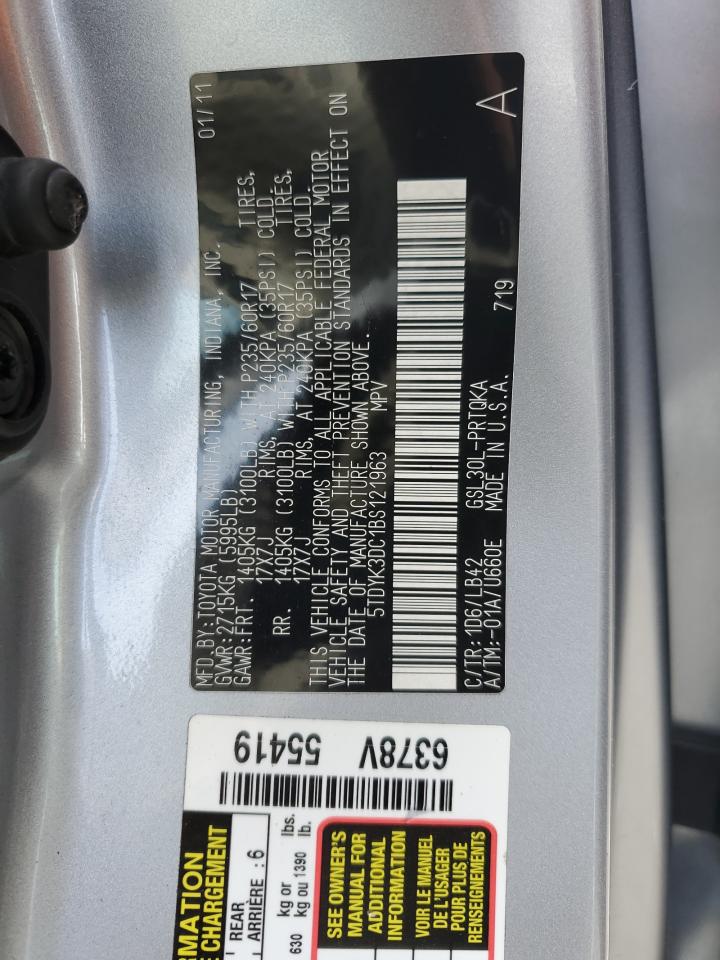 MFD.BY:TOYOTA MOTOR MANUFACTURING, INDIANA, INC. 01/11
GVWR:2715KG (5995LB)
GAWR:FRT. 1405KG (3100LB) WITH P235/60R17 TIRES,
17X7J RIMS, AT 240KPA (35PSI) COLD
RR. 1405KG (3100LB) WITH P235/60R17 TIRES,
17X7J RIMS, AT 240KPA (35PSI) COLD.
THIS VEHICLE CONFORMS TO ALL APPLICABLE FEDERAL MOTOR
VEHICLE SAFETY AND THEFT PREVENTION STANDARDS IN EFFECT ON
THE DATE OF MANUFACTURE SHOWN ABOVE.
5TDYK3DC1BS121963 MPV
C/TR:1D6/LB42 GSL30L-PRTQKA 719 A
A/TM:-01A/U660E MADE IN U.S.A.
6378V 55419
RMATION
E CHARGEMENT
REAR
ARRIÈRE : 6
630 kg or lbs.
kg ou 1390 lb.
SEE OWNER'S
MANUAL FOR
ADDITIONAL
INFORMATION
VOIR LE MANUEL
DE L'USAGER
POUR PLUS DE
RENSEIGNEMENTS